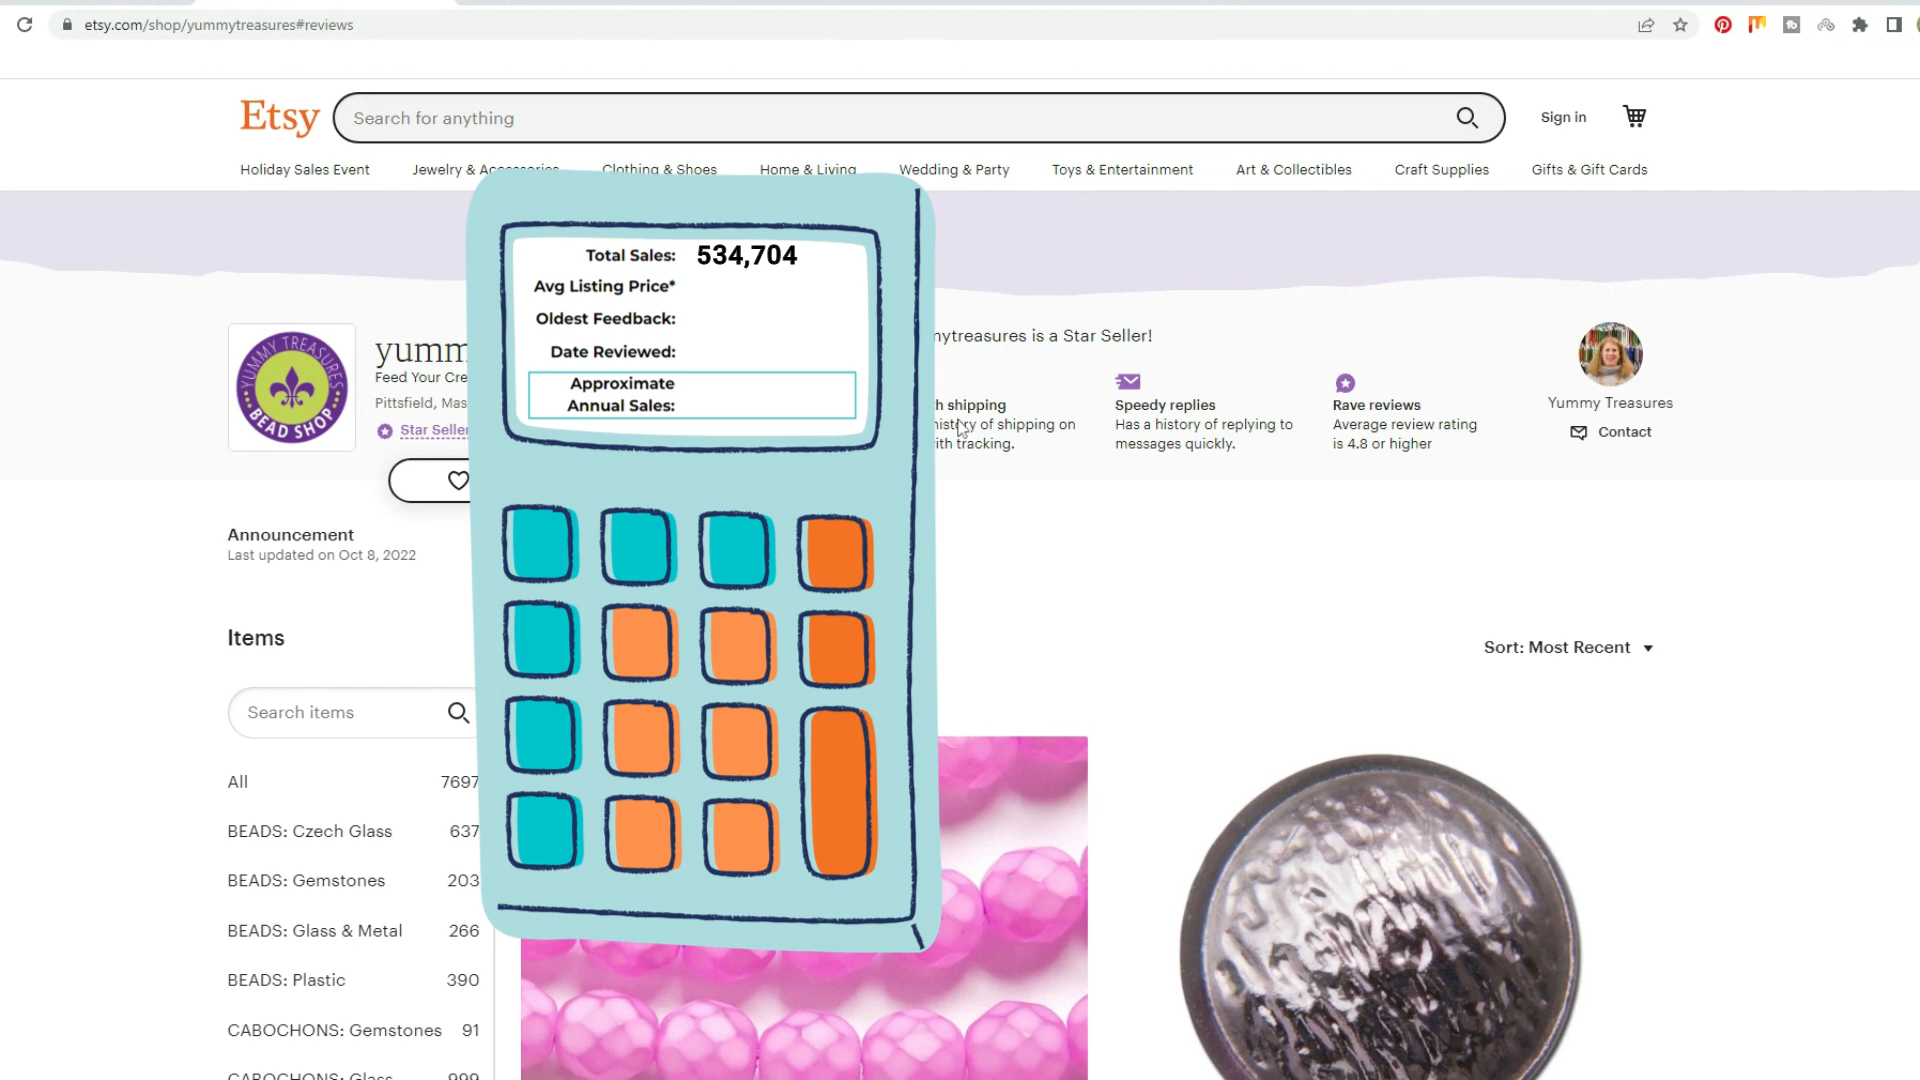 etsy.com/shop/yummytreasures#reviews
Etsy
Search for anything
Sign in
Holiday Sales Event Jewelry & Accessories Clothing & Shoes Home & Living Wedding & Party Toys & Entertainment Art & Collectibles Craft Supplies Gifts & Gift Cards
Total Sales: 534,704
Avg Listing Price*
Oldest Feedback:
Date Reviewed:
Approximate
Annual Sales:
YUMMY TREASURES
BEAD SHOP
yumm
Feed Your Cre
Pittsfield, Mas
Star Seller
mytreasures is a Star Seller!
h shipping
history of shipping on
ith tracking.
Speedy replies
Has a history of replying to
messages quickly.
Rave reviews
Average review rating
is 4.8 or higher
Yummy Treasures
Contact
Announcement
Last updated on Oct 8, 2022
Items
Sort: Most Recent
Search items
All 7697
BEADS: Czech Glass 637
BEADS: Gemstones 203
BEADS: Glass & Metal 266
BEADS: Plastic 390
CABOCHONS: Gemstones 91
CABOCHONS: Glass 999